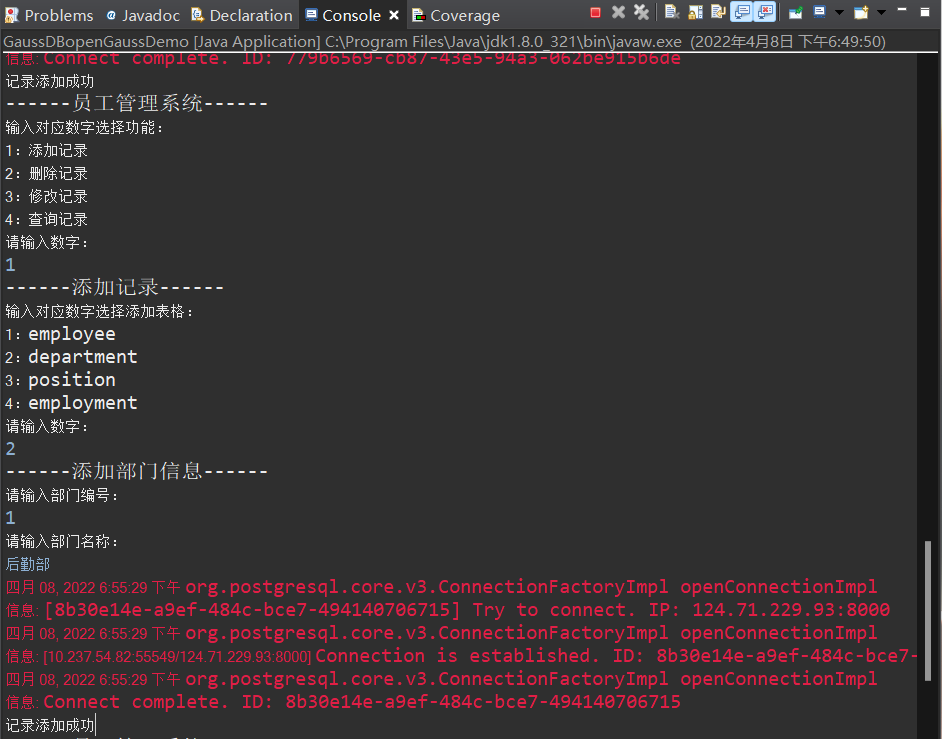 Problems @ Javadoc Declaration Console Coverage
GaussDBopenGaussDemo [Java Application] C:\Program Files\Java\jdk1.8.0_321\bin\javaw.exe (2022年4月8日 下午6:49:50)
信息: Connect complete. ID: 779b6569-cb87-43e5-94a3-062be915b6de
记录添加成功
------员工管理系统------
输入对应数字选择功能：
1：添加记录
2：删除记录
3：修改记录
4：查询记录
请输入数字：
1
------添加记录------
输入对应数字选择添加表格：
1：employee
2：department
3：position
4：employment
请输入数字：
2
------添加部门信息------
请输入部门编号：
1
请输入部门名称：
后勤部
四月 08, 2022 6:55:29 下午 org.postgresql.core.v3.ConnectionFactoryImpl openConnectionImpl
信息: [8b30e14e-a9ef-484c-bce7-494140706715] Try to connect. IP: 124.71.229.93:8000
四月 08, 2022 6:55:29 下午 org.postgresql.core.v3.ConnectionFactoryImpl openConnectionImpl
信息: [10.237.54.82:55549/124.71.229.93:8000] Connection is established. ID: 8b30e14e-a9ef-484c-bce7-
四月 08, 2022 6:55:29 下午 org.postgresql.core.v3.ConnectionFactoryImpl openConnectionImpl
信息: Connect complete. ID: 8b30e14e-a9ef-484c-bce7-494140706715
记录添加成功